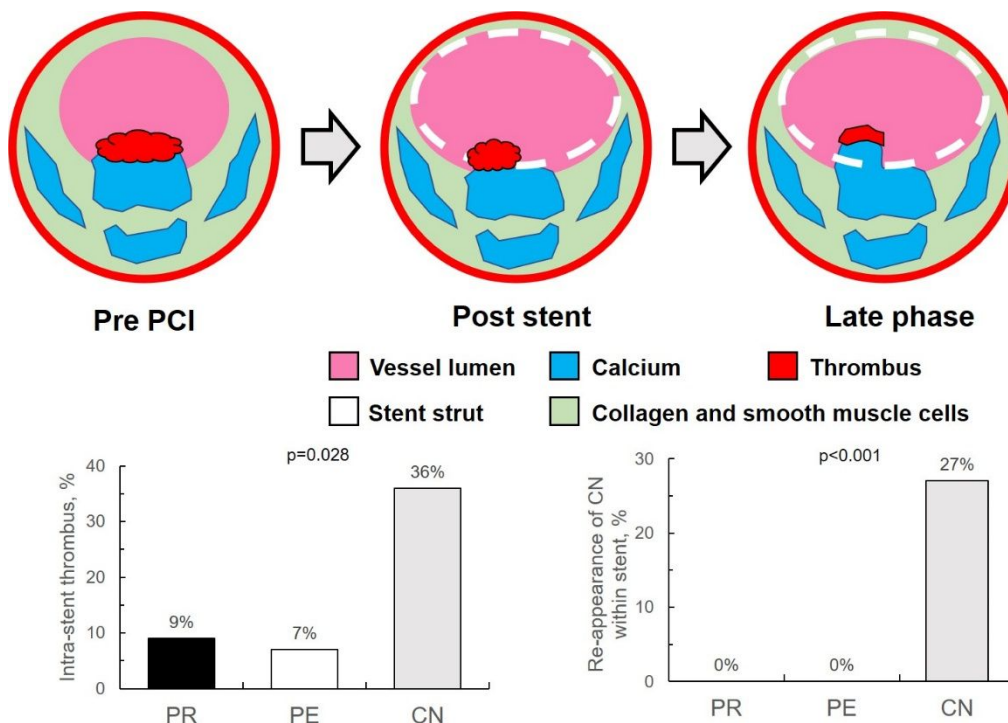 Pre PCI
Post stent
Late phase
Vessel lumen
Calcium
Thrombus
Stent strut
Collagen and smooth muscle cells
Intra-stent thrombus, %
p=0.028
40
30
20
10
0
9%
7%
36%
PR
PE
CN
Re-appearance of CN
within stent, %
p<0.001
30
20
10
0
0%
0%
27%
PR
PE
CN